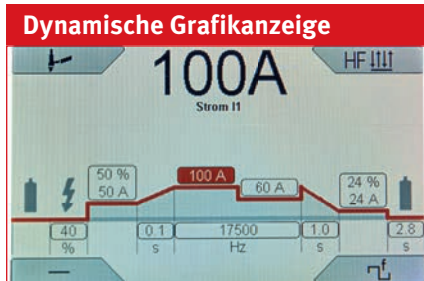 Dynamische Grafikanzeige
HF
100A
Strom I1
50 %
50 A
100 A
60 A
24 %
24 A
40
%
0.1
s
17500
Hz
1.0
s
2.8
s
f